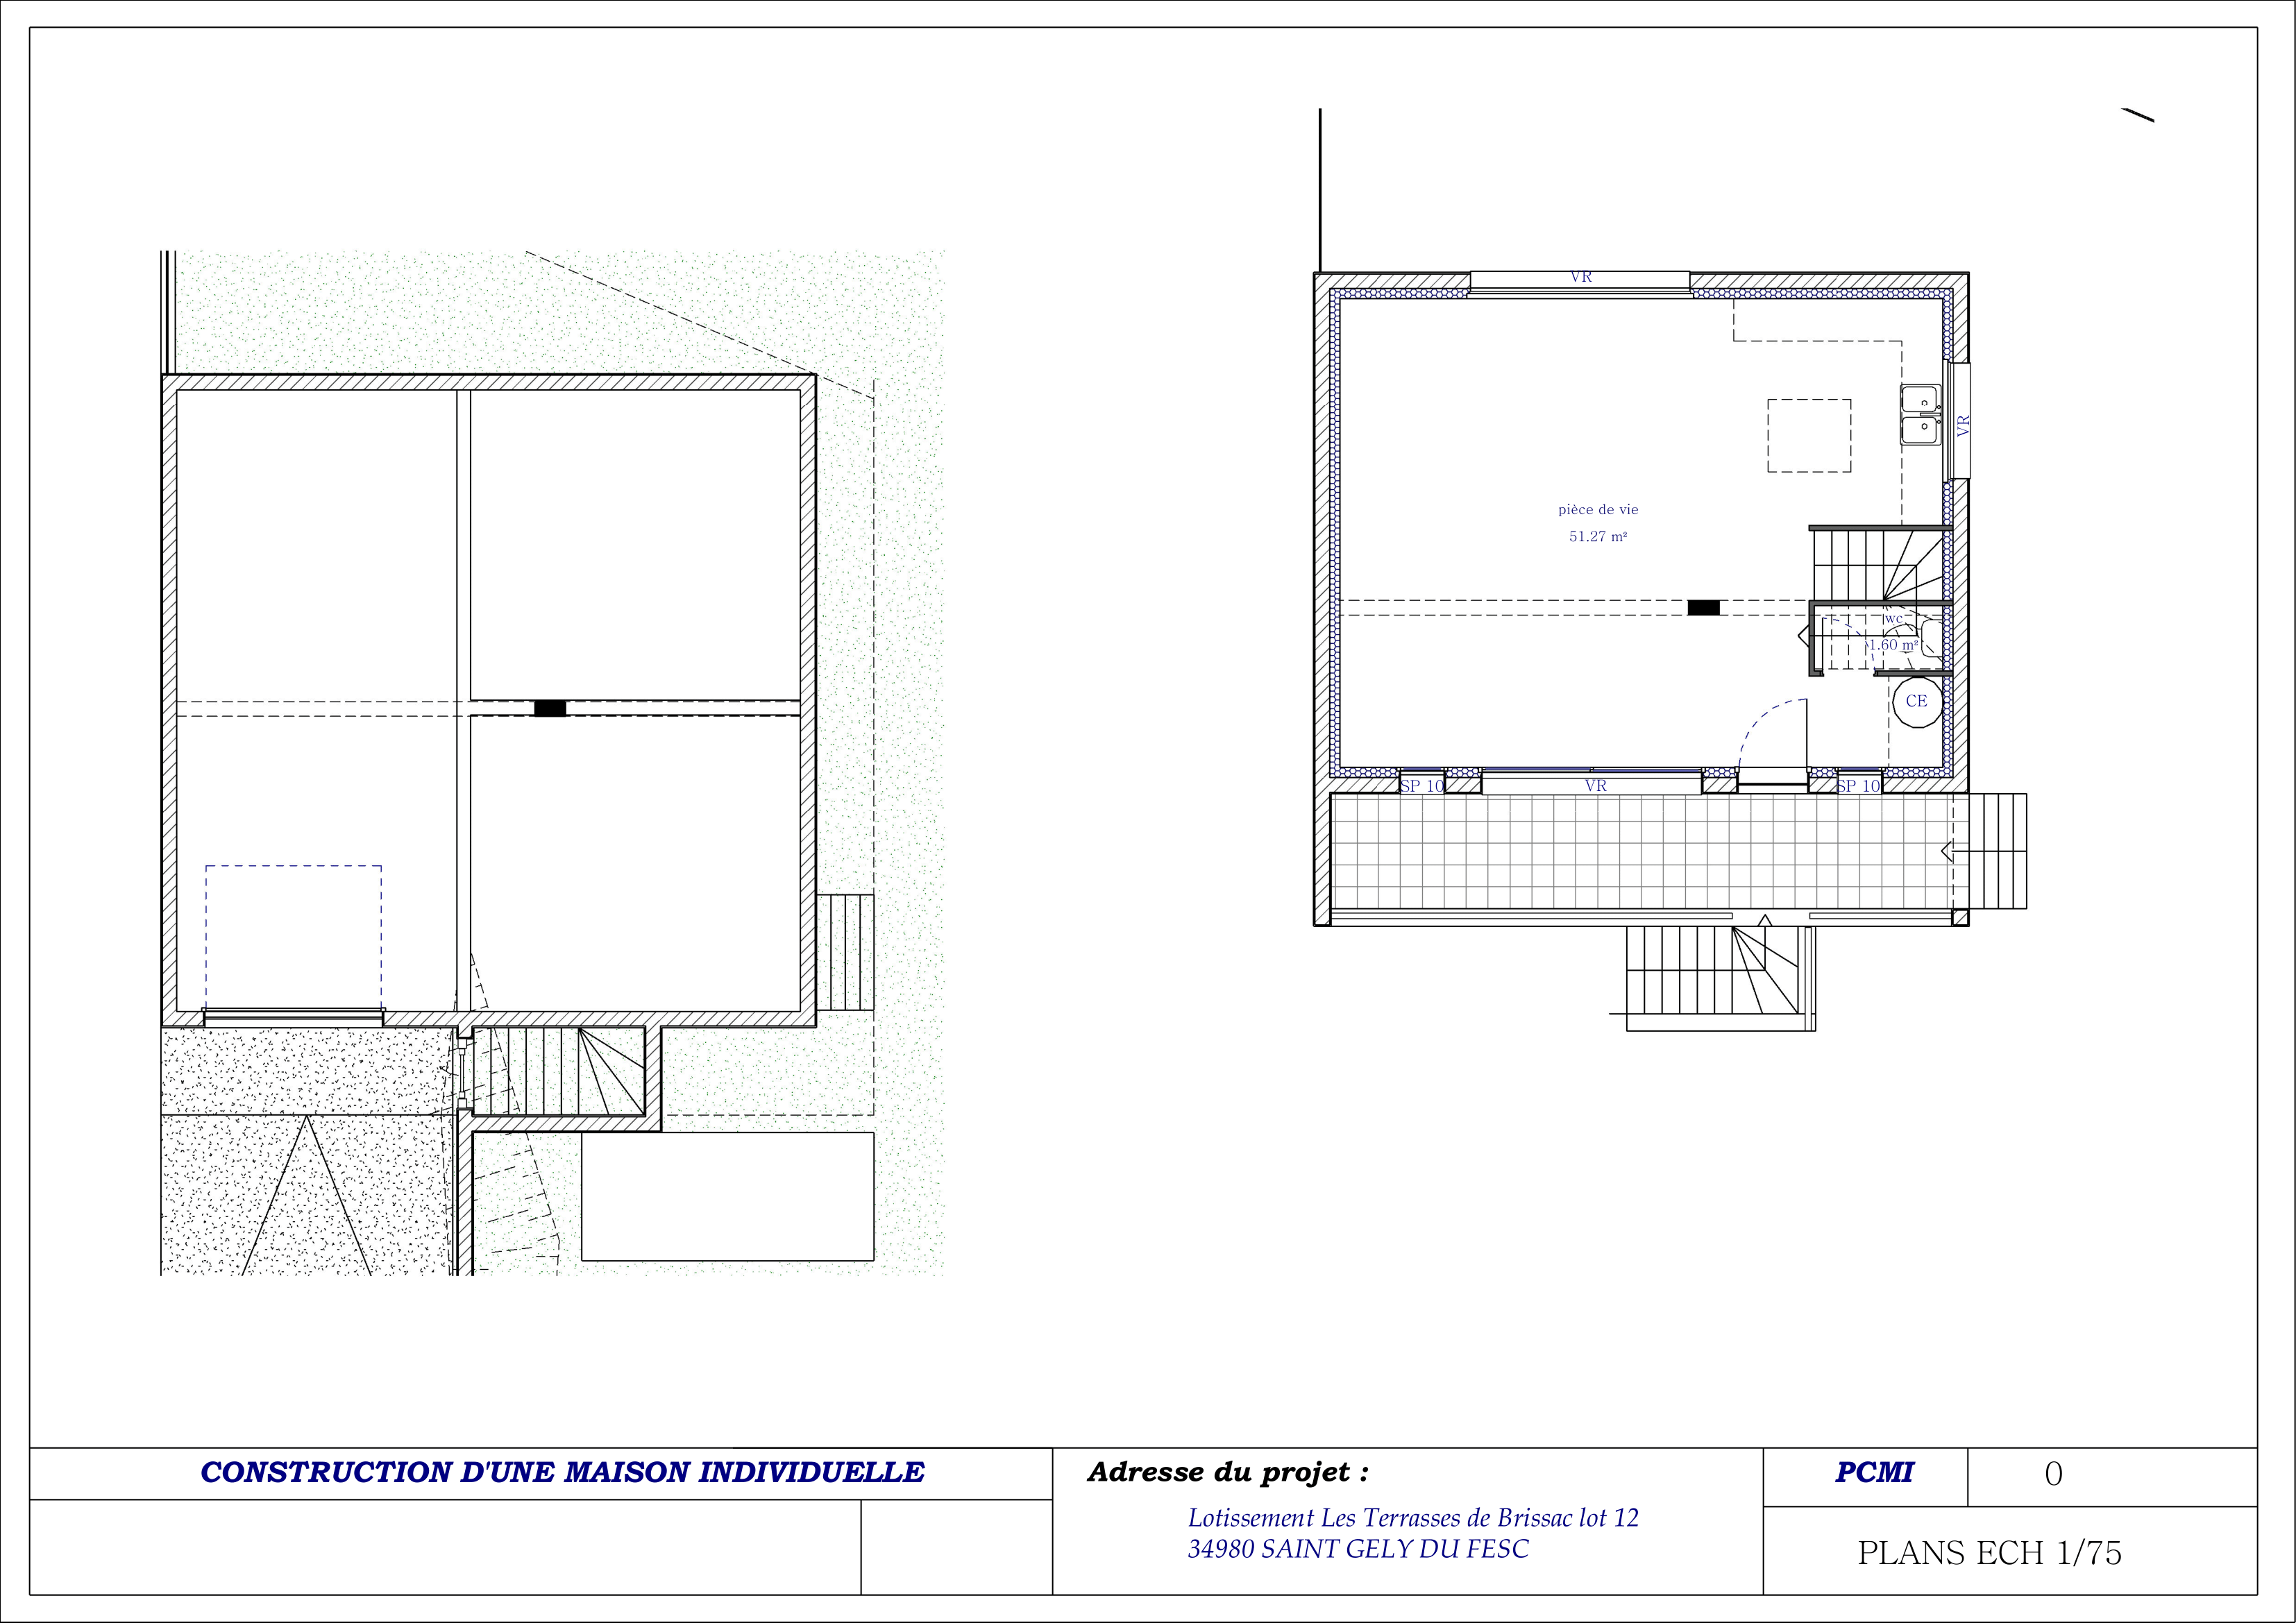 VR
VR
pièce de vie
51.27 m²
wc
1.60 m²
CE
SP 10
VR
SP 10
CONSTRUCTION D'UNE MAISON INDIVIDUELLE
Adresse du projet :
Lotissement Les Terrasses de Brissac lot 12
34980 SAINT GELY DU FESC
PCMI
0
PLANS ECH 1/75